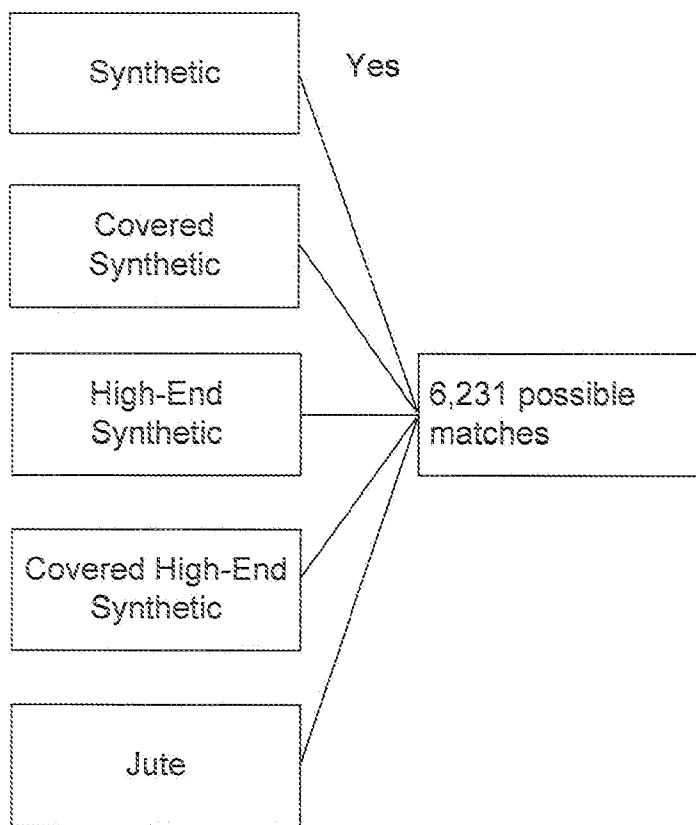 Synthetic
Yes
Covered
Synthetic
High-End
Synthetic
6,231 possible
matches
Covered High-End
Synthetic
Jute